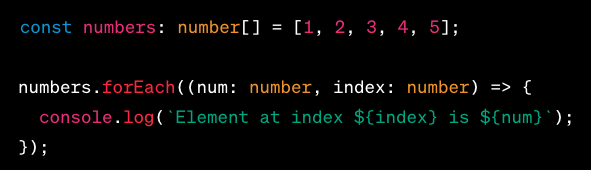 const numbers: number[] = [1, 2, 3, 4, 5];

numbers.forEach((num: number, index: number) => {
  console.log(`Element at index ${index} is ${num}`);
});